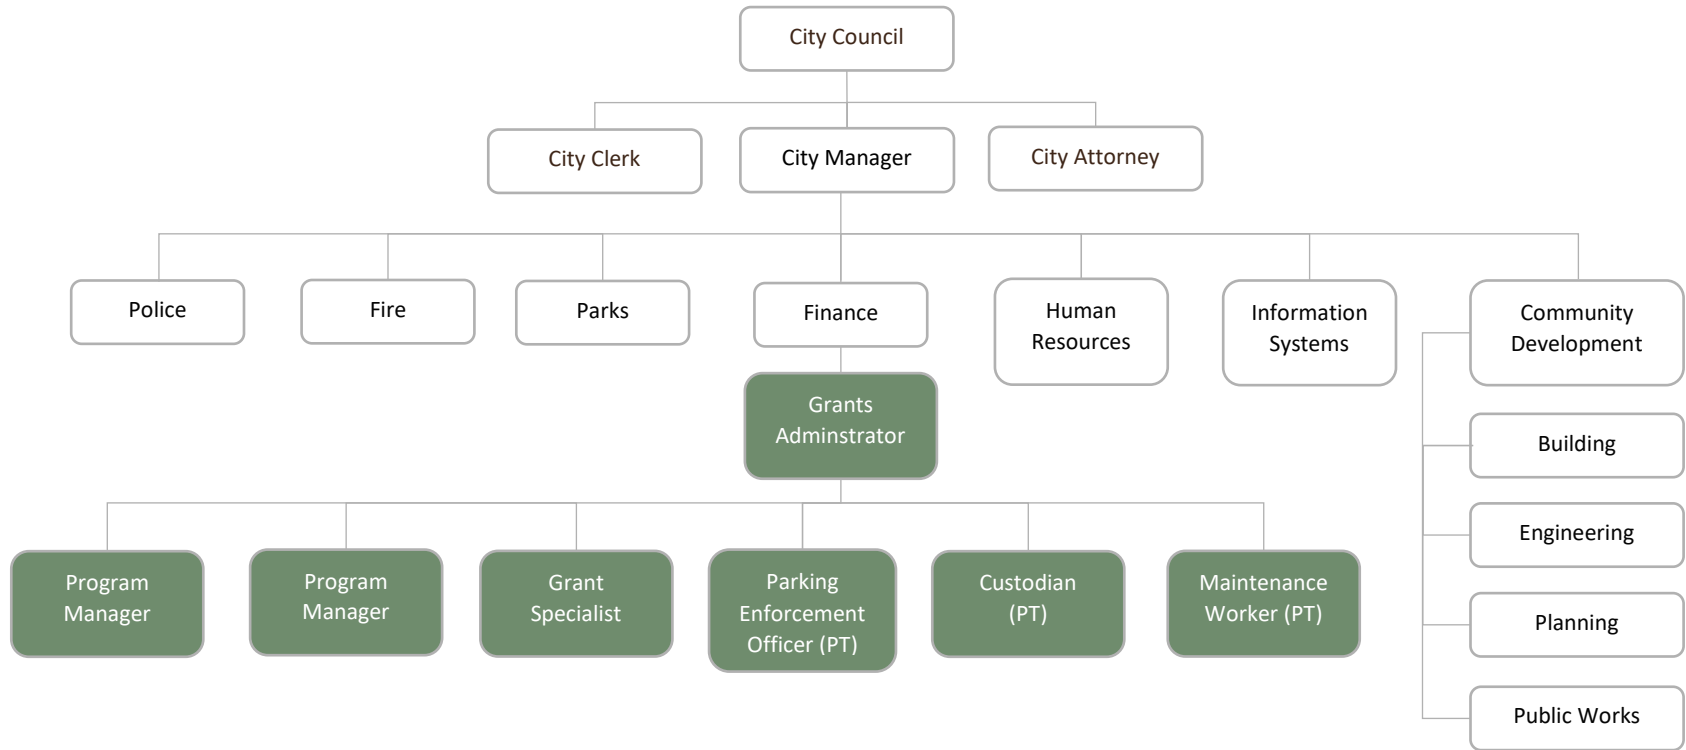 City Council
City Clerk
City Manager
City Attorney
Police
Fire
Parks
Finance
Human
Resources
Information
Systems
Community
Development
Grants
Adminstrator
Building
Engineering
Program
Manager
Program
Manager
Grant
Specialist
Parking
Enforcement
Officer (PT)
Custodian
(PT)
Maintenance
Worker (PT)
Planning
Public Works